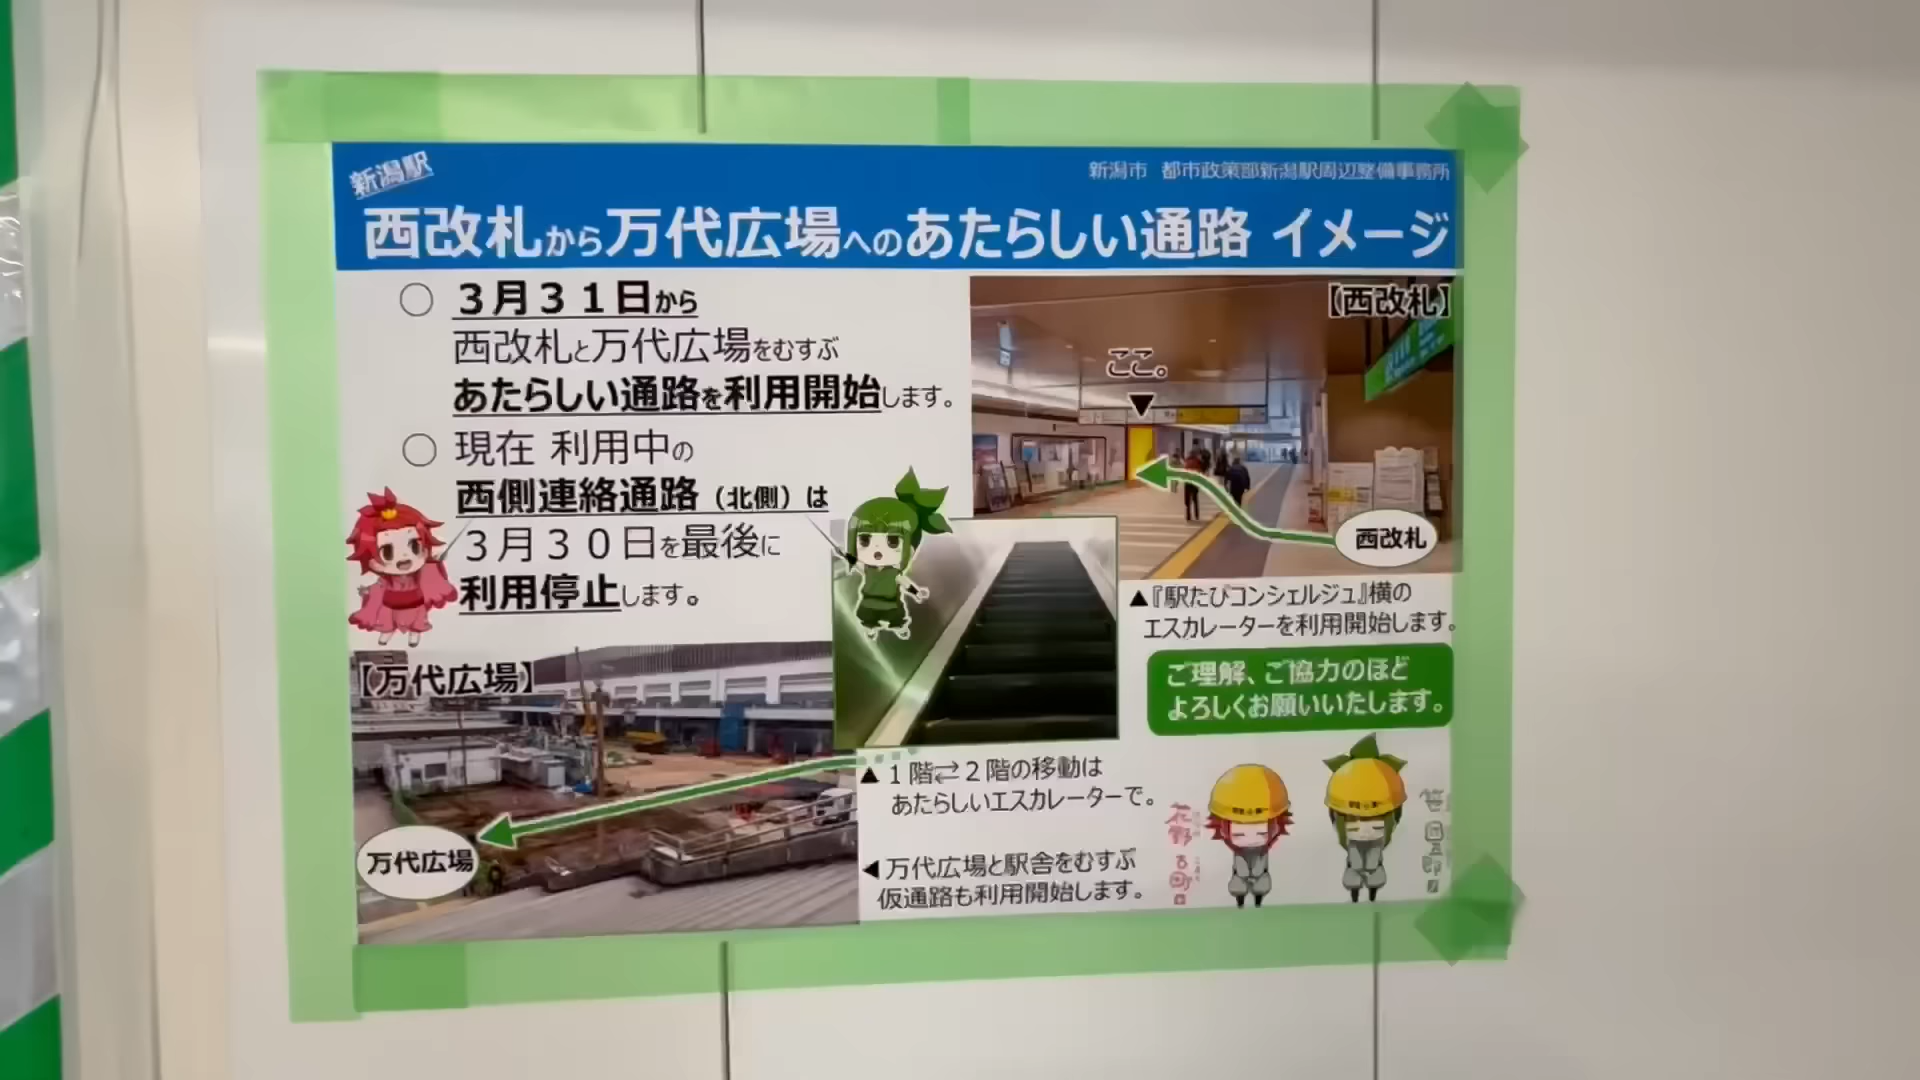 新潟駅
新潟市 都市政策部新潟駅周辺整備事務所
西改札から万代広場へのあたらしい通路 イメージ
○ 3月31日から
西改札と万代広場をむすぶ
あたらしい通路を利用開始します。
○ 現在 利用中の
西側連絡通路（北側）は
3月30日を最後に
利用停止します。
【西改札】
ここ。
西改札
▲『駅たびコンシェルジュ』横の
エスカレーターを利用開始します。
ご理解、ご協力のほど
よろしくお願いいたします。
【万代広場】
万代広場
▲1階⇄2階の移動は
あたらしいエスカレーターで。
◀万代広場と駅舎をむすぶ
仮通路も利用開始します。
花野古町